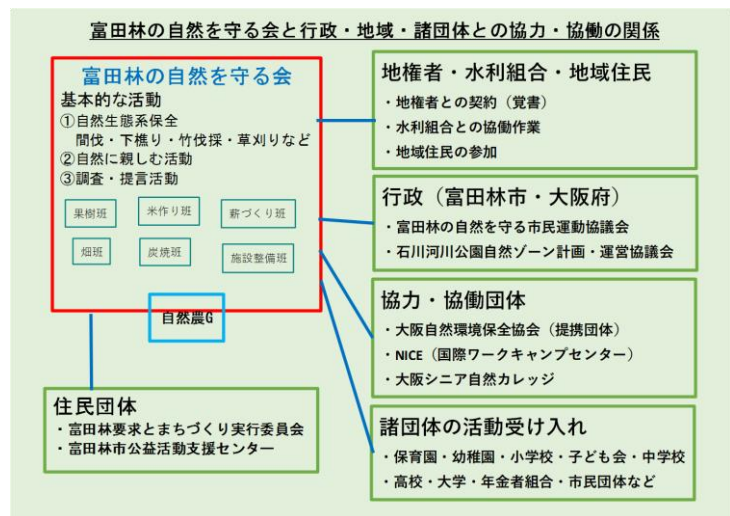 富田林の自然を守る会と行政・地域・諸団体との協力・協働の関係
富田林の自然を守る会
基本的な活動
①自然生態系保全
間伐・下樵り・竹伐採・草刈りなど
②自然に親しむ活動
③調査・提言活動
果樹班
米作り班
薪づくり班
畑班
炭焼班
施設整備班
自然農G
住民団体
・富田林要求とまちづくり実行委員会
・富田林市公益活動支援センター
地権者・水利組合・地域住民
・地権者との契約（覚書）
・水利組合との協働作業
・地域住民の参加
行政（富田林市・大阪府）
・富田林の自然を守る市民運動協議会
・石川河川公園自然ゾーン計画・運営協議会
協力・協働団体
・大阪自然環境保全協会（提携団体）
・NICE（国際ワークキャンプセンター）
・大阪シニア自然カレッジ
諸団体の活動受け入れ
・保育園・幼稚園・小学校・子ども会・中学校
・高校・大学・年金者組合・市民団体など